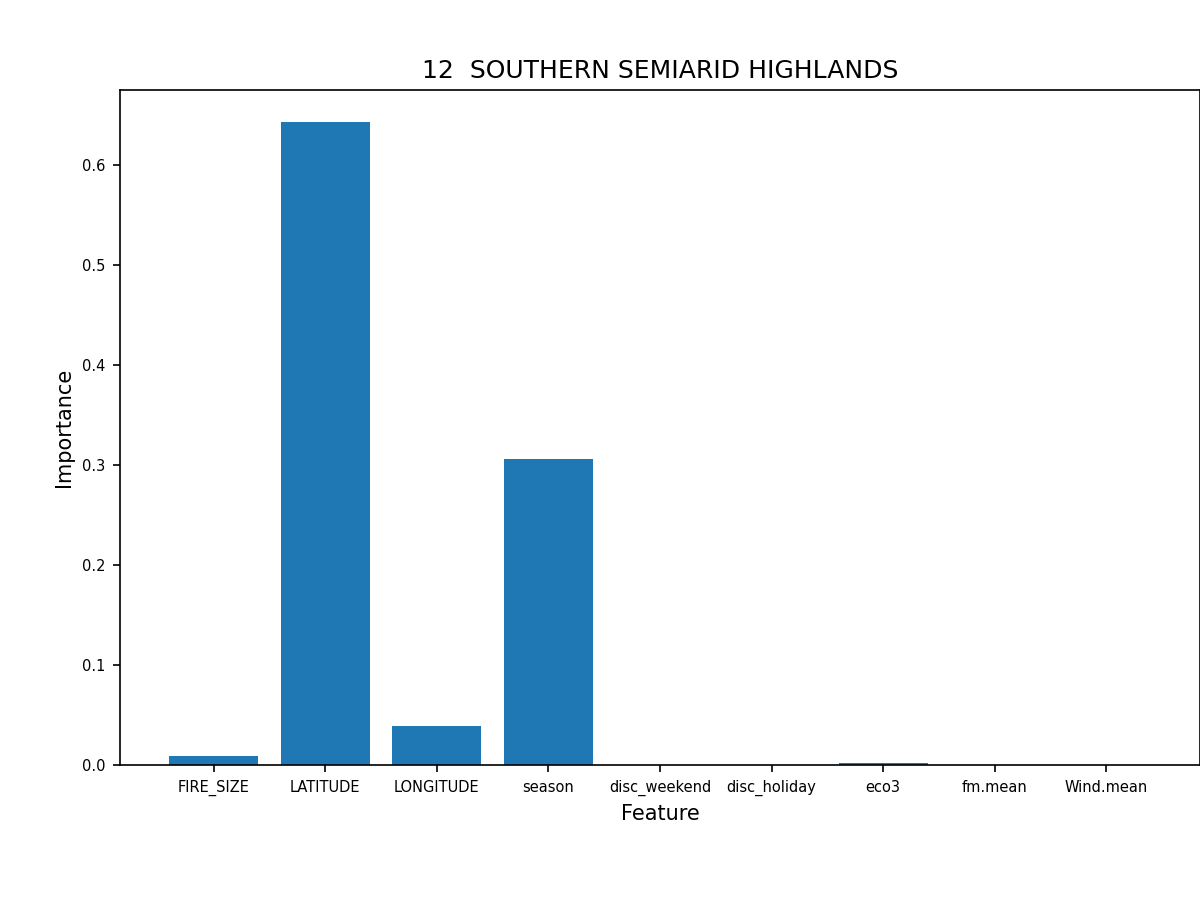 12  SOUTHERN SEMIARID HIGHLANDS
Importance
0.6
0.5
0.4
0.3
0.2
0.1
0.0
FIRE_SIZE LATITUDE LONGITUDE season disc_weekend disc_holiday eco3 fm.mean Wind.mean
Feature